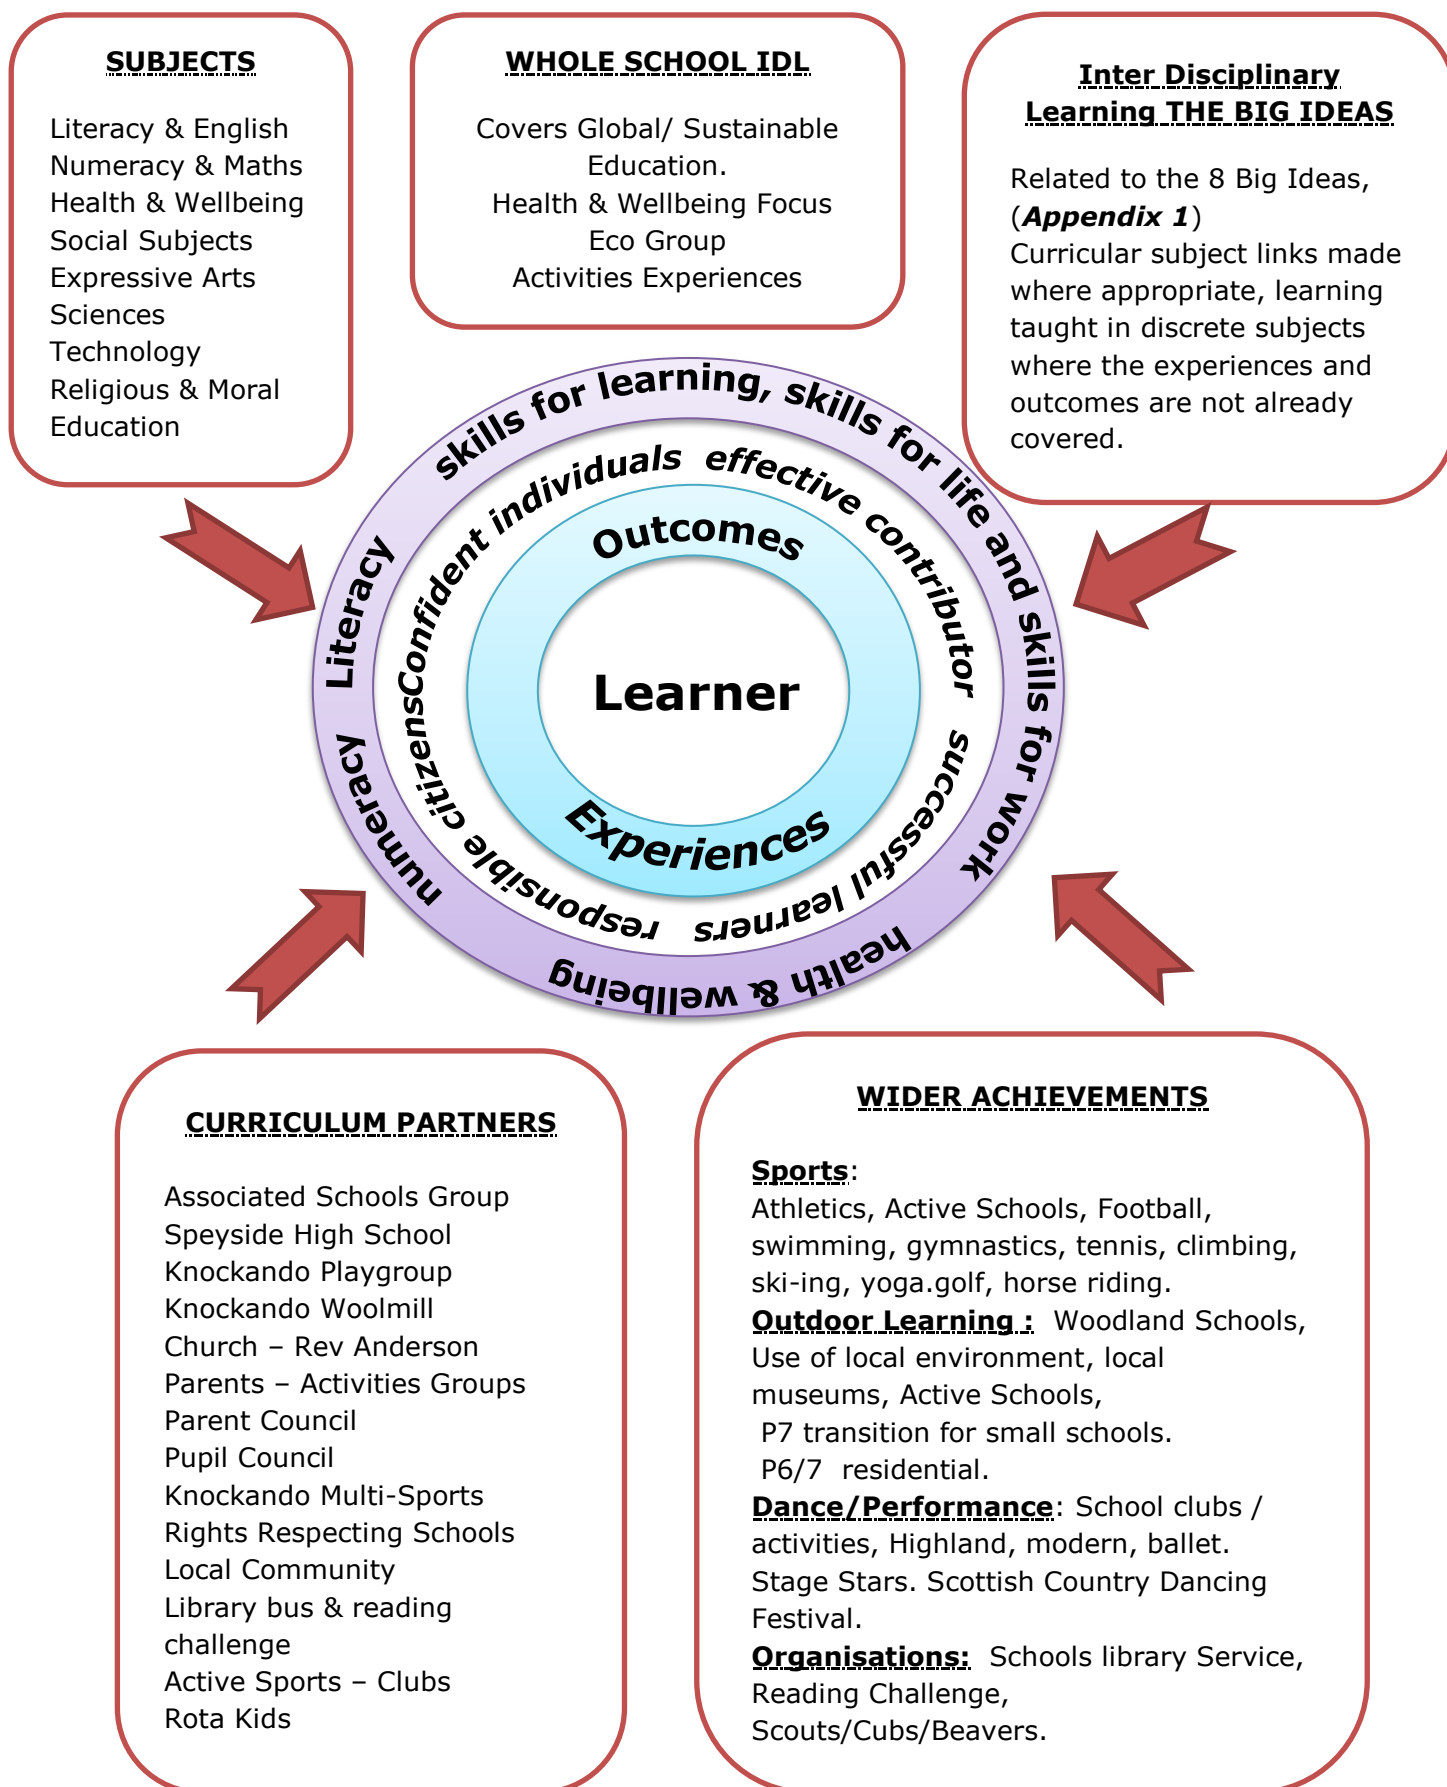 SUBJECTS
Literacy & English
Numeracy & Maths
Health & Wellbeing
Social Subjects
Expressive Arts
Sciences
Technology
Religious & Moral
Education
WHOLE SCHOOL IDL
Covers Global/ Sustainable
Education.
Health & Wellbeing Focus
Eco Group
Activities Experiences
Inter Disciplinary
Learning THE BIG IDEAS
Related to the 8 Big Ideas,
(Appendix 1)
Curricular subject links made
where appropriate, learning
taught in discrete subjects
where the experiences and
outcomes are not already
covered.
skills for learning, skills for life and skills for work
health & wellbeing
numeracy
Literacy
Confident individuals
effective contributor
successful learners
responsible citizens
Outcomes
Learner
Experiences
CURRICULUM PARTNERS
Associated Schools Group
Speyside High School
Knockando Playgroup
Knockando Woolmill
Church – Rev Anderson
Parents – Activities Groups
Parent Council
Pupil Council
Knockando Multi-Sports
Rights Respecting Schools
Local Community
Library bus & reading
challenge
Active Sports – Clubs
Rota Kids
WIDER ACHIEVEMENTS
Sports:
Athletics, Active Schools, Football,
swimming, gymnastics, tennis, climbing,
ski-ing, yoga.golf, horse riding.
Outdoor Learning :  Woodland Schools,
Use of local environment, local
museums, Active Schools,
P7 transition for small schools.
P6/7  residential.
Dance/Performance: School clubs /
activities, Highland, modern, ballet.
Stage Stars. Scottish Country Dancing
Festival.
Organisations:  Schools library Service,
Reading Challenge,
Scouts/Cubs/Beavers.